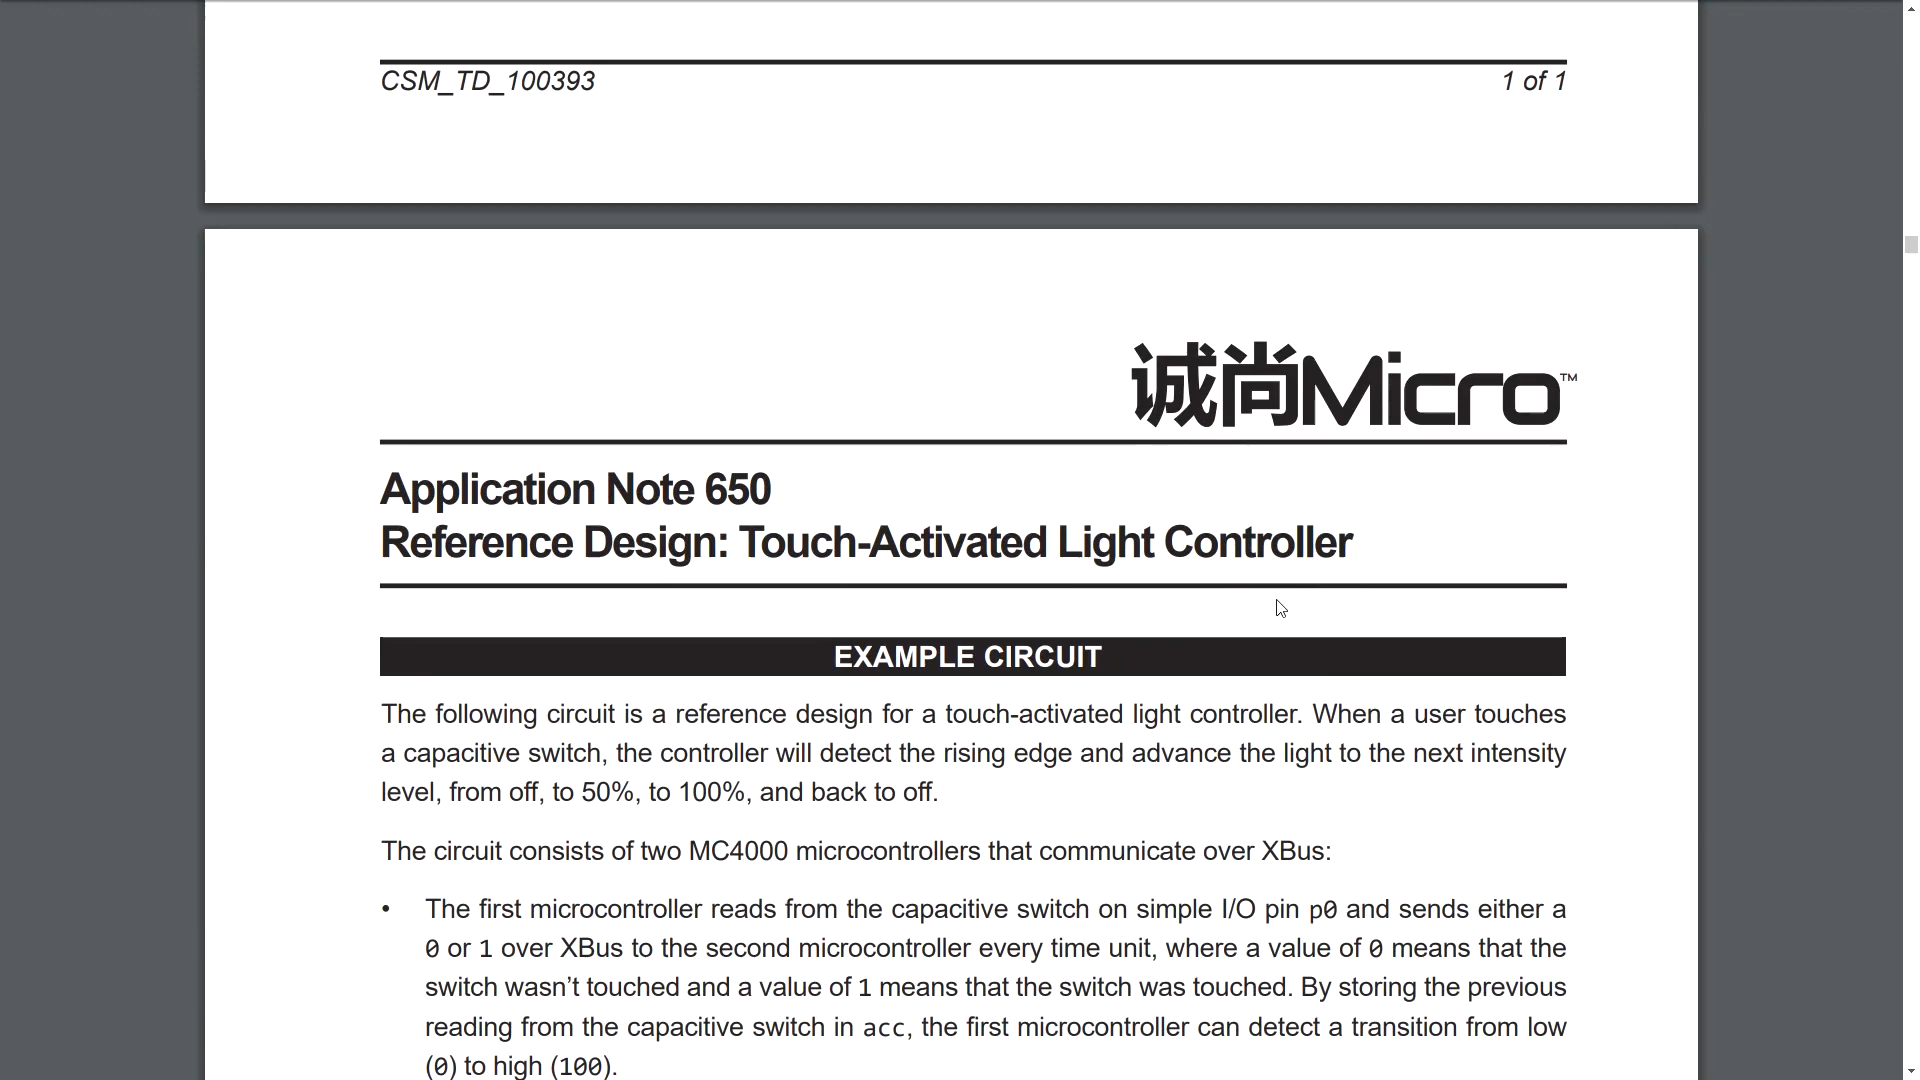 CSM_TD_100393 1 of 1
诚尚Micro™
Application Note 650
Reference Design: Touch-Activated Light Controller
EXAMPLE CIRCUIT
The following circuit is a reference design for a touch-activated light controller. When a user touches
a capacitive switch, the controller will detect the rising edge and advance the light to the next intensity
level, from off, to 50%, to 100%, and back to off.
The circuit consists of two MC4000 microcontrollers that communicate over XBus:
• The first microcontroller reads from the capacitive switch on simple I/O pin p0 and sends either a
0 or 1 over XBus to the second microcontroller every time unit, where a value of 0 means that the
switch wasn’t touched and a value of 1 means that the switch was touched. By storing the previous
reading from the capacitive switch in acc, the first microcontroller can detect a transition from low
(0) to high (100).